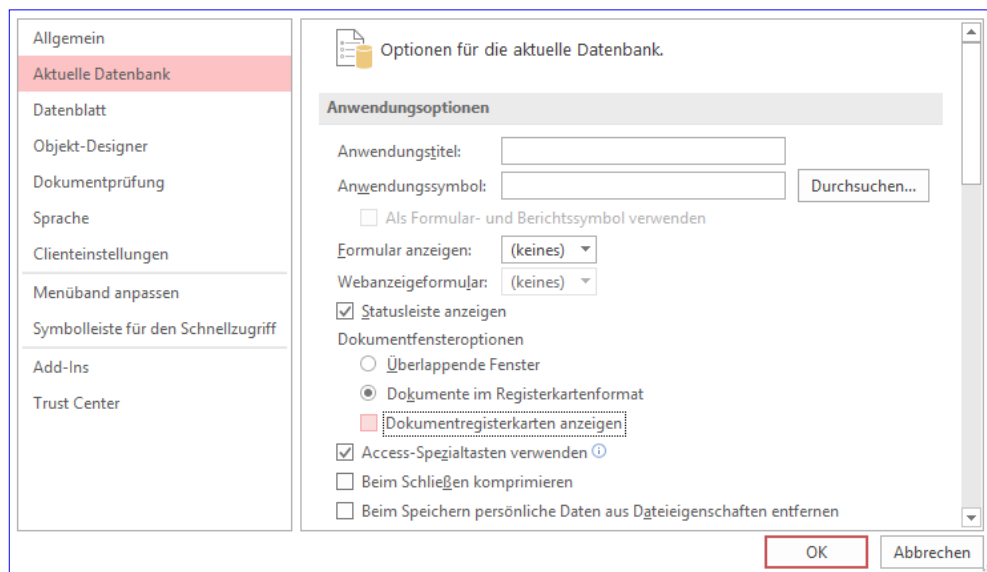 Allgemein
Aktuelle Datenbank
Datenblatt
Objekt-Designer
Dokumentprüfung
Sprache
Clienteinstellungen
Menüband anpassen
Symbolleiste für den Schnellzugriff
Add-Ins
Trust Center
Optionen für die aktuelle Datenbank.
Anwendungsoptionen
Anwendungstitel:
Anwendungssymbol: Durchsuchen...
Als Formular- und Berichtssymbol verwenden
Formular anzeigen: (keines)
Webanzeigeformular: (keines)
Statusleiste anzeigen
Dokumentfensteroptionen
Überlappende Fenster
Dokumente im Registerkartenformat
Dokumentregisterkarten anzeigen
Access-Spezialtasten verwenden
Beim Schließen komprimieren
Beim Speichern persönliche Daten aus Dateieigenschaften entfernen
OK Abbrechen